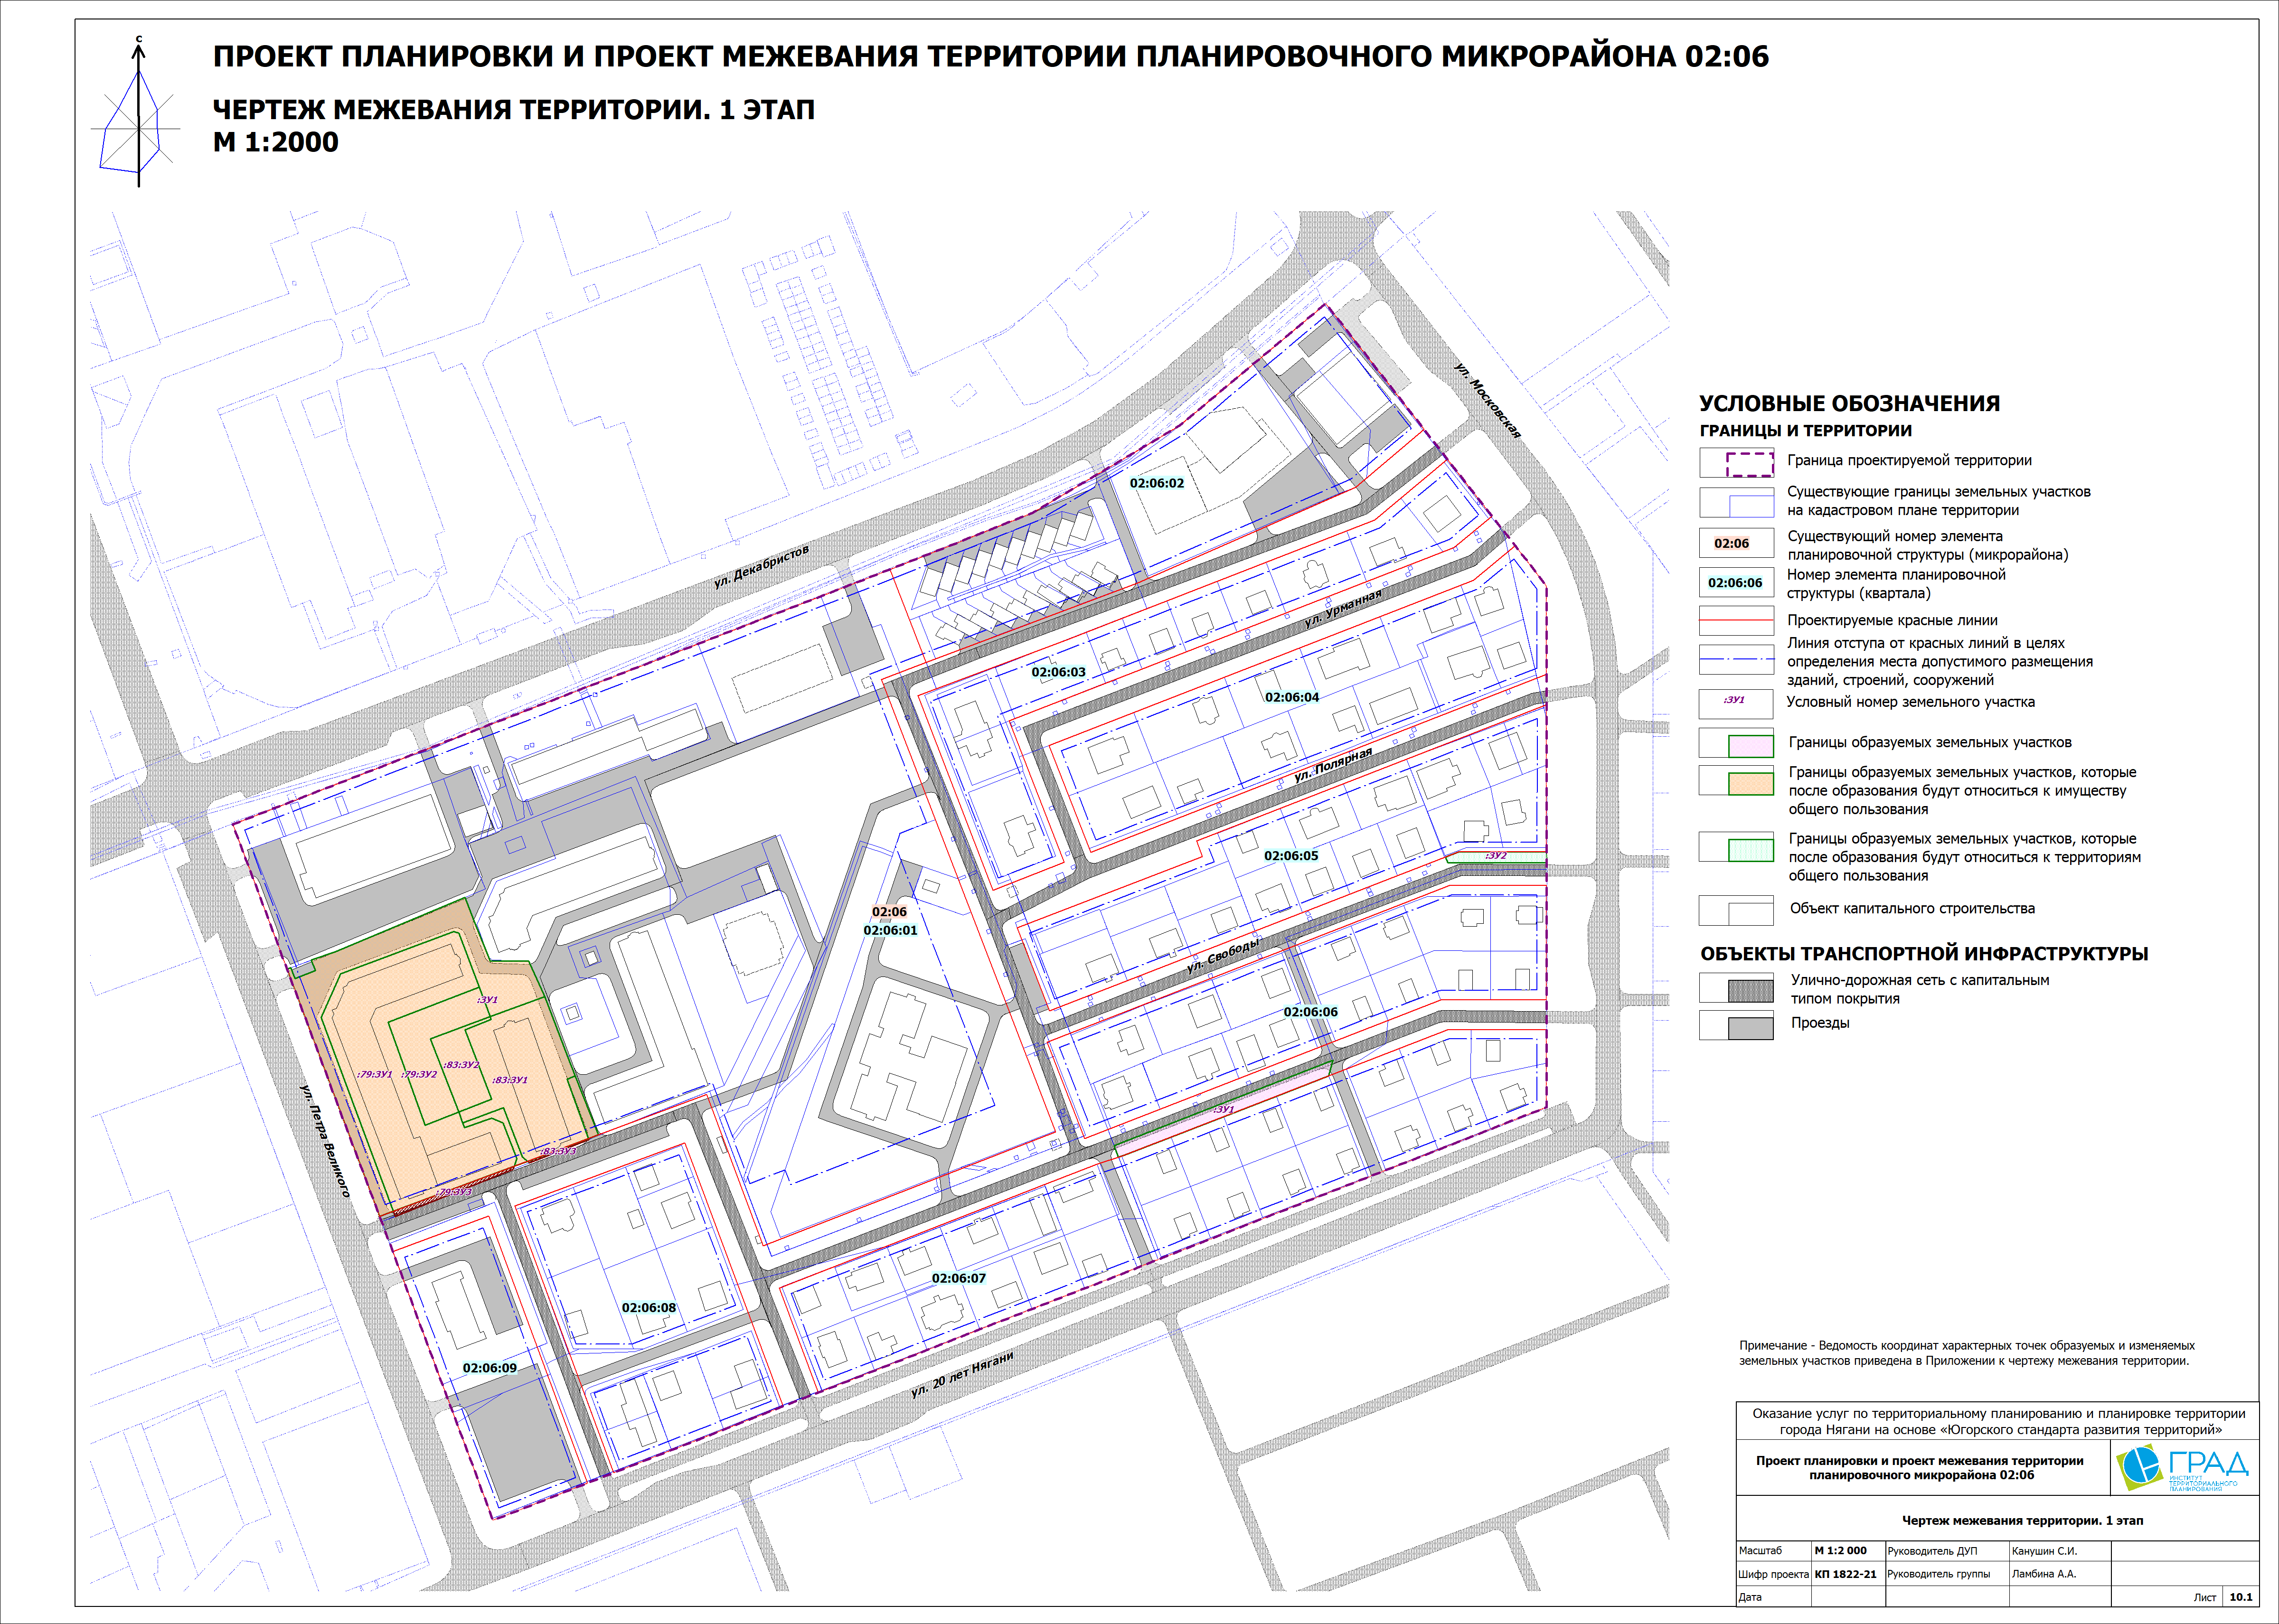 С
ПРОЕКТ ПЛАНИРОВКИ И ПРОЕКТ МЕЖЕВАНИЯ ТЕРРИТОРИИ ПЛАНИРОВОЧНОГО МИКРОРАЙОНА 02:06
ЧЕРТЕЖ МЕЖЕВАНИЯ ТЕРРИТОРИИ. 1 ЭТАП
М 1:2000
ул. Московская
02:06:02
ул. Декабристов
ул. Урманная
02:06:03
02:06:04
ул. Полярная
02:06:05
:ЗУ2
02:06
02:06:01
ул. Свободы
:ЗУ1
02:06:06
:83:ЗУ2
:79:ЗУ1
:79:ЗУ2
:83:ЗУ1
:ЗУ1
ул. Петра Великого
:83:ЗУ3
:79:ЗУ3
02:06:07
02:06:08
02:06:09
ул. 20 лет Нягани
УСЛОВНЫЕ ОБОЗНАЧЕНИЯ
ГРАНИЦЫ И ТЕРРИТОРИИ
Граница проектируемой территории
Существующие границы земельных участков
на кадастровом плане территории
02:06
Существующий номер элемента
планировочной структуры (микрорайона)
02:06:06
Номер элемента планировочной
структуры (квартала)
Проектируемые красные линии
Линия отступа от красных линий в целях
определения места допустимого размещения
зданий, строений, сооружений
:ЗУ1
Условный номер земельного участка
Границы образуемых земельных участков
Границы образуемых земельных участков, которые
после образования будут относиться к имуществу
общего пользования
Границы образуемых земельных участков, которые
после образования будут относиться к территориям
общего пользования
Объект капитального строительства
ОБЪЕКТЫ ТРАНСПОРТНОЙ ИНФРАСТРУКТУРЫ
Улично-дорожная сеть с капитальным
типом покрытия
Проезды
Примечание - Ведомость координат характерных точек образуемых и изменяемых
земельных участков приведена в Приложении к чертежу межевания территории.
Оказание услуг по территориальному планированию и планировке территории
города Нягани на основе «Югорского стандарта развития территорий»
Проект планировки и проект межевания территории
планировочного микрорайона 02:06
ГРАД
ИНСТИТУТ
ТЕРРИТОРИАЛЬНОГО
ПЛАНИРОВАНИЯ
Чертеж межевания территории. 1 этап
Масштаб М 1:2 000 Руководитель ДУП Канушин С.И.
Шифр проекта КП 1822-21 Руководитель группы Ламбина А.А.
Дата Лист 10.1